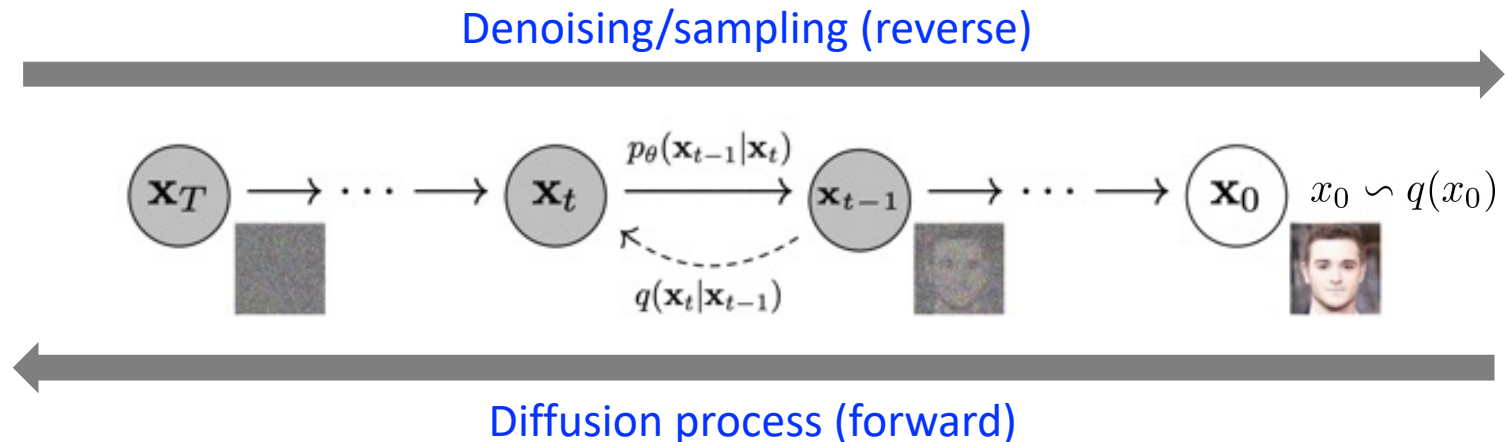 Denoising/sampling (reverse)
p_θ(x_{t−1}|x_t)
x_T → ··· → x_t → x_{t−1} → ··· → x_0 x_0 ∽ q(x_0)
q(x_t|x_{t−1})
Diffusion process (forward)